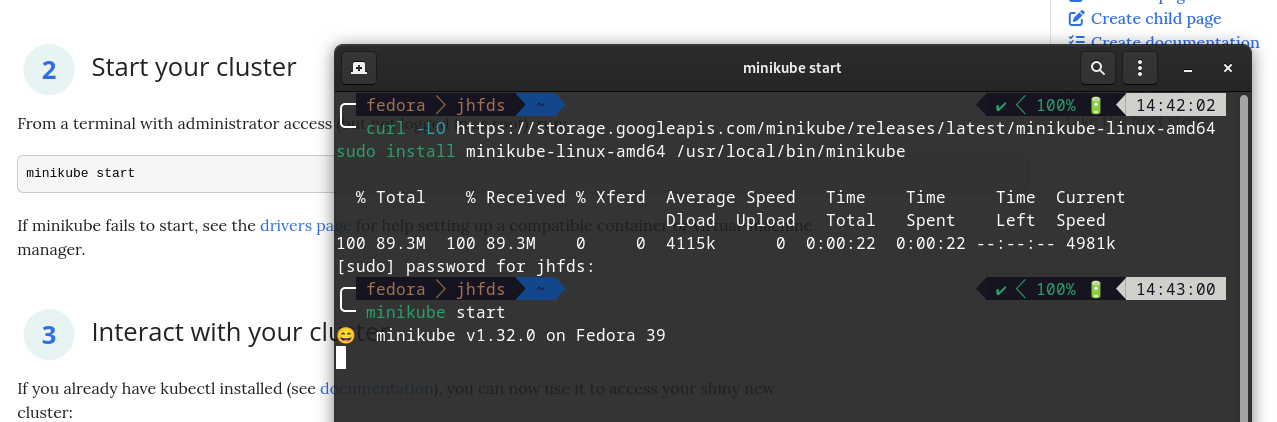 Create child page
Create documentation
2 Start your cluster
From a terminal with administrator access
minikube start
If minikube fails to start, see the drivers page for help setting up a compatible container or virtual-machine
manager.
3 Interact with your cluster
If you already have kubectl installed (see documentation), you can now use it to access your shiny new
cluster:
minikube start
fedora jhfds ~ ✔ 100% 🔋 14:42:02
curl -LO https://storage.googleapis.com/minikube/releases/latest/minikube-linux-amd64
sudo install minikube-linux-amd64 /usr/local/bin/minikube
% Total % Received % Xferd Average Speed Time Time Time Current
Dload Upload Total Spent Left Speed
100 89.3M 100 89.3M 0 0 4115k 0 0:00:22 0:00:22 --:--:-- 4981k
[sudo] password for jhfds:
fedora jhfds ~ ✔ 100% 🔋 14:43:00
minikube start
😄 minikube v1.32.0 on Fedora 39